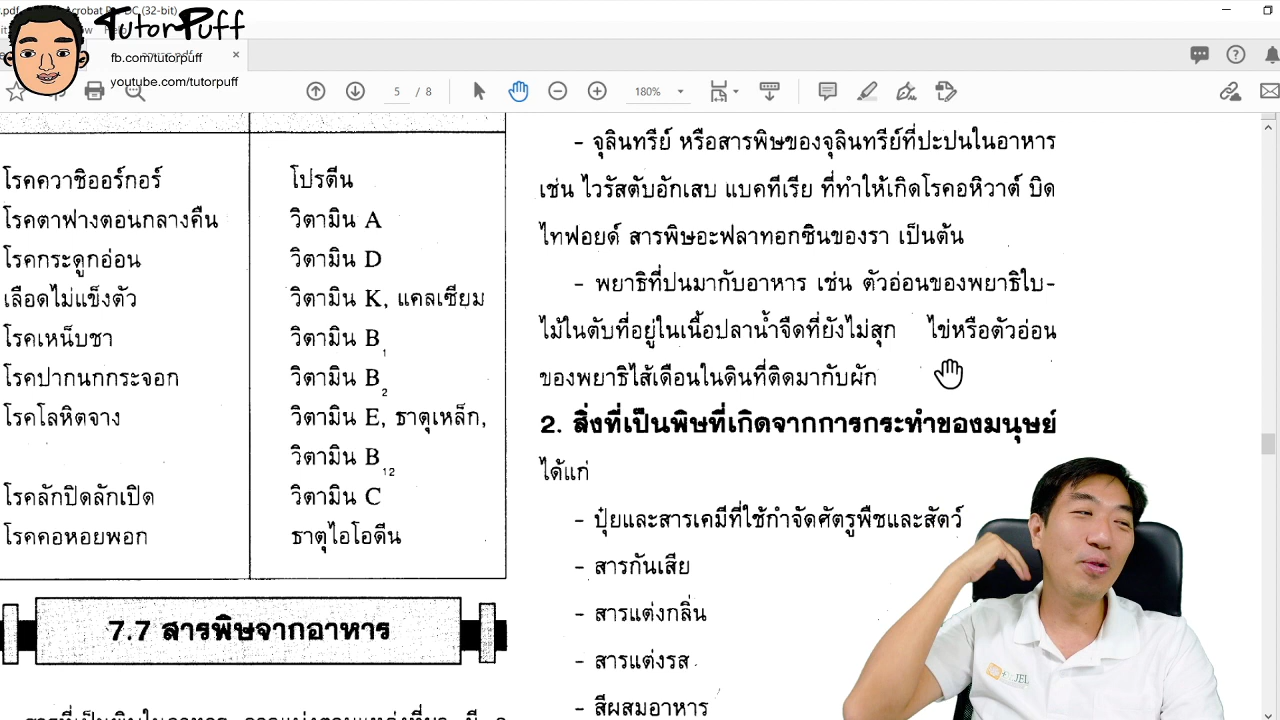 .pdf
Acrobat
DC (32-bit)
TutorPuff
fb.com/tutorpuff
youtube.com/tutorpuff
5 / 8
180%
โรคควาชิออร์กอร์ โปรตีน
โรคตาฟางตอนกลางคืน วิตามิน A
โรคกระดูกอ่อน วิตามิน D
เลือดไม่แข็งตัว วิตามิน K, แคลเซียม
โรคเหน็บชา วิตามิน B1
โรคปากนกกระจอก วิตามิน B2
โรคโลหิตจาง วิตามิน E, ธาตุเหล็ก,
วิตามิน B12
โรคลักปิดลักเปิด วิตามิน C
โรคคอหอยพอก ธาตุไอโอดีน
7.7 สารพิษจากอาหาร
- จุลินทรีย์ หรือสารพิษของจุลินทรีย์ที่ปะปนในอาหาร
เช่น ไวรัสตับอักเสบ แบคทีเรีย ที่ทำให้เกิดโรคอหิวาต์ บิด
ไทฟอยด์ สารพิษอะฟลาทอกซินของรา เป็นต้น
- พยาธิที่ปนมากับอาหาร เช่น ตัวอ่อนของพยาธิใบ-
ไม้ในตับที่อยู่ในเนื้อปลาน้ำจืดที่ยังไม่สุก ไข่หรือตัวอ่อน
ของพยาธิไส้เดือนในดินที่ติดมากับผัก
2. สิ่งที่เป็นพิษที่เกิดจากการกระทำของมนุษย์
ได้แก่
- ปุ๋ยและสารเคมีที่ใช้กำจัดศัตรูพืชและสัตว์
- สารกันเสีย
- สารแต่งกลิ่น
- สารแต่งรส
- สีผสมอาหาร